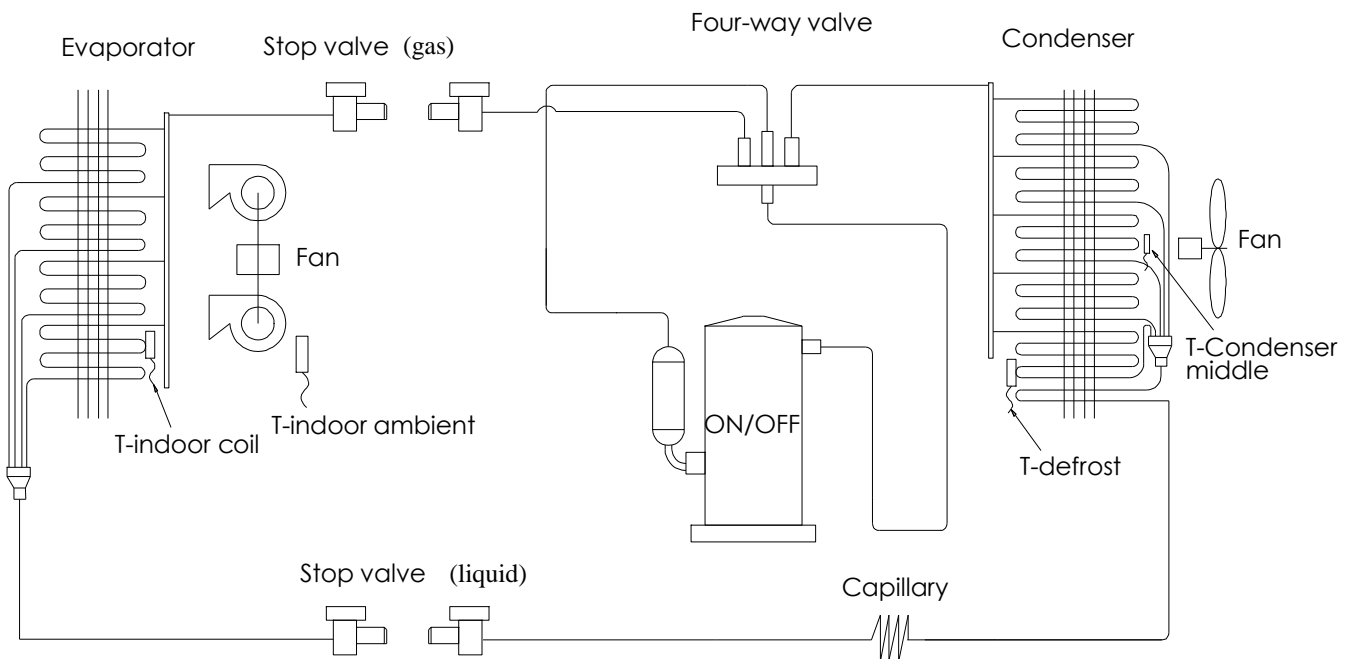 Four-way valve
Evaporator
Stop valve (gas)
Condenser
Fan
Fan
T-Condenser
middle
T-indoor ambient
ON/OFF
T-indoor coil
T-defrost
Stop valve (liquid)
Capillary